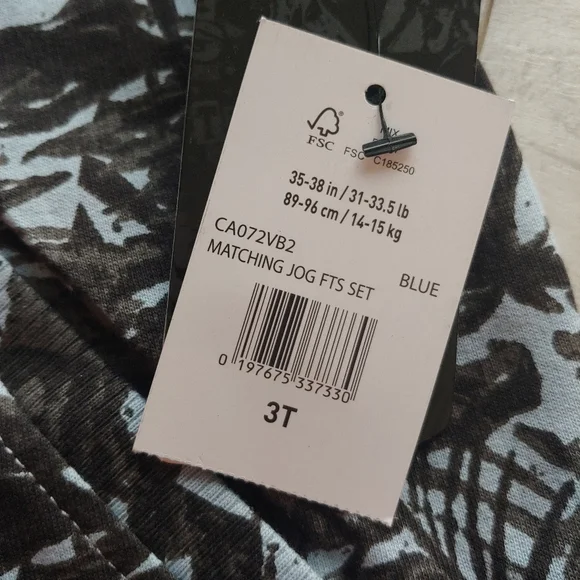 FSC
MIX
FSC C185250
35-38 in / 31-33.5 lb
89-96 cm / 14-15 kg
CA072VB2
MATCHING JOG FTS SET
BLUE
0 197675 337330
3T